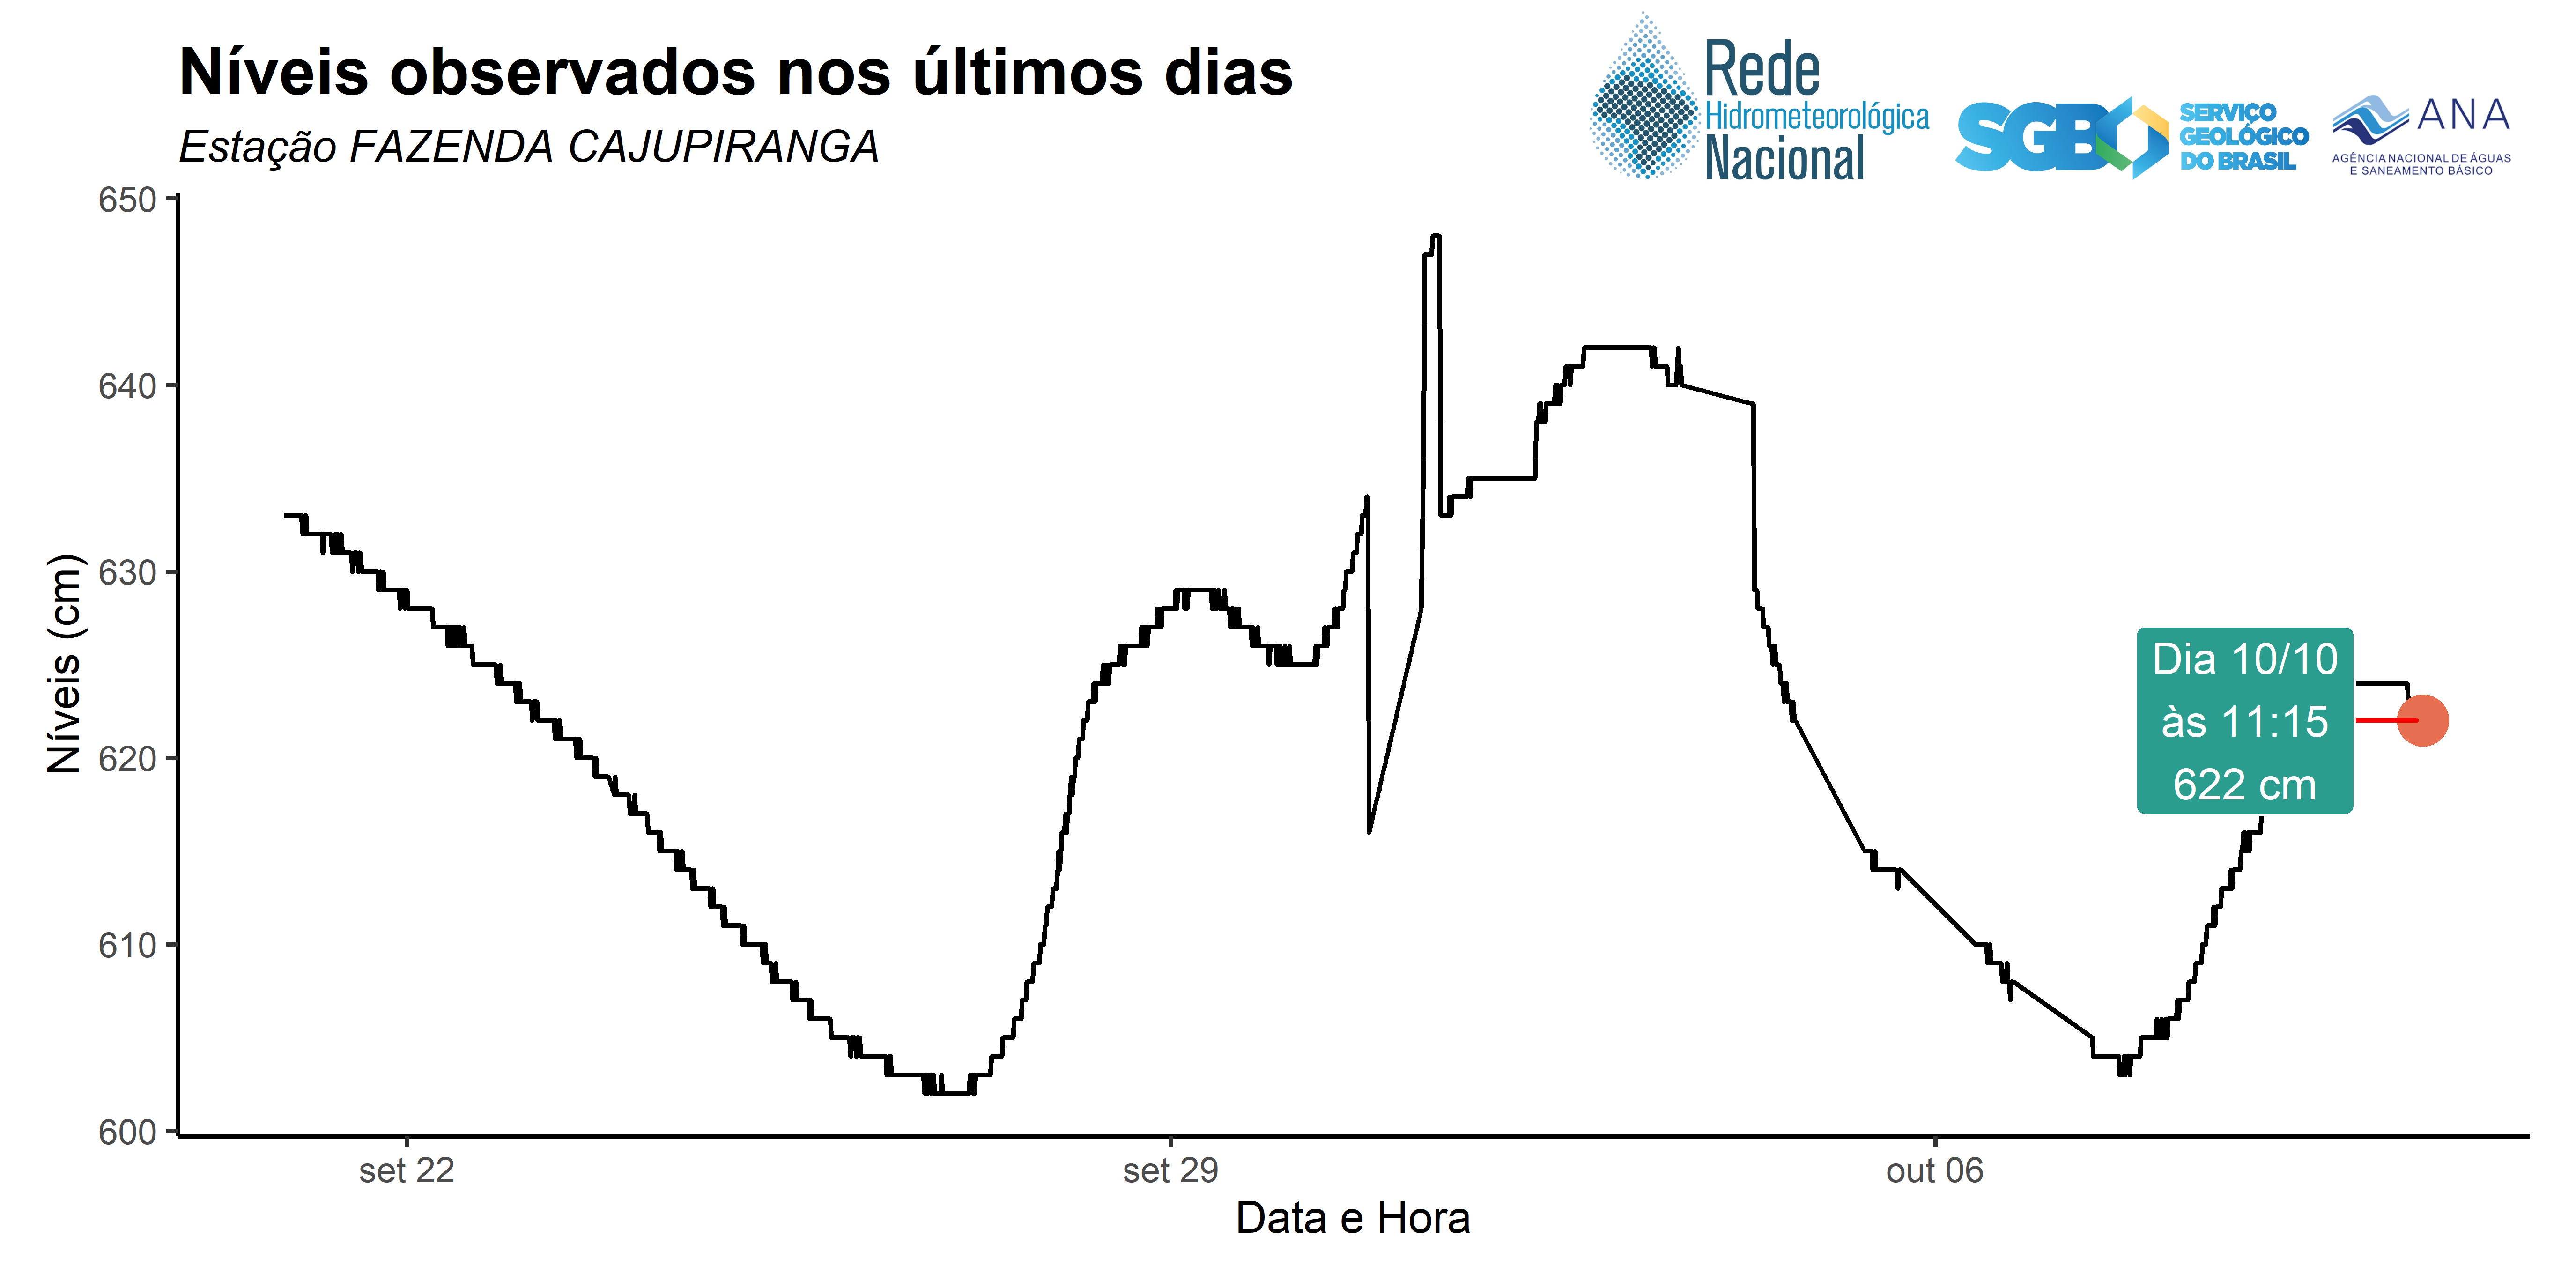 Níveis observados nos últimos dias
Estação FAZENDA CAJUPIRANGA
Rede
Hidrometeorológica
Nacional
SGB
SERVIÇO
GEOLÓGICO
DO BRASIL
ANA
AGÊNCIA NACIONAL DE ÁGUAS
E SANEAMENTO BÁSICO
650
640
630
620
610
600
Níveis (cm)
Dia 10/10
às 11:15
622 cm
set 22
set 29
out 06
Data e Hora